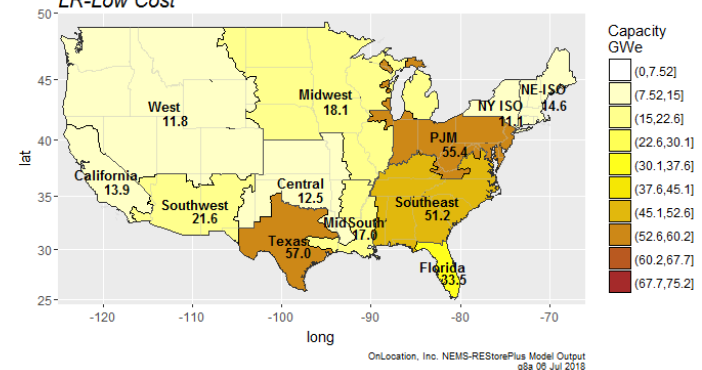 LR-Low Cost
50
45
40
35
30
25
lat
-120
-110
-100
-90
-80
-70
long
West
11.8
Midwest
18.1
NE-ISO
14.6
NY ISO
11.1
PJM
55.4
California
13.9
Southwest
21.6
Central
12.5
Southeast
51.2
MidSouth
17.0
Texas
57.0
Florida
33.5
Capacity
GWe
(0,7.52]
(7.52,15]
(15,22.6]
(22.6,30.1]
(30.1,37.6]
(37.6,45.1]
(45.1,52.6]
(52.6,60.2]
(60.2,67.7]
(67.7,75.2]
OnLocation, Inc. NEMS-REStorePlus Model Output
g8a 06 Jul 2018